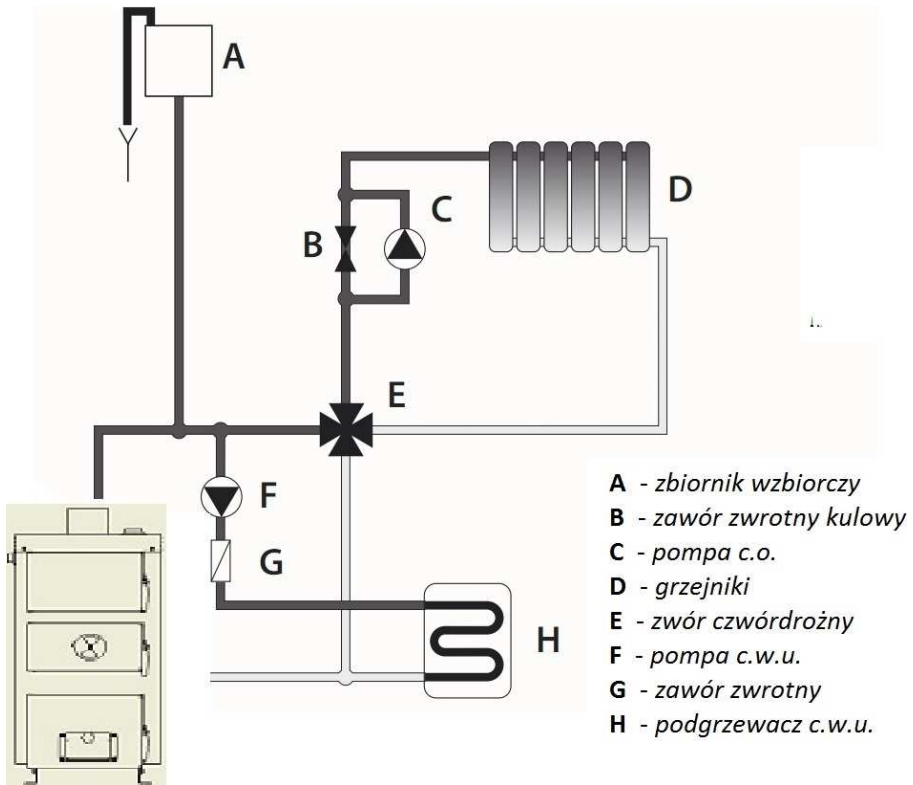 A
C
B
D
E
F
G
H
A - zbiornik wzbiorczy
B - zawór zwrotny kulowy
C - pompa c.o.
D - grzejniki
E - zwór czwórdrożny
F - pompa c.w.u.
G - zawór zwrotny
H - podgrzewacz c.w.u.